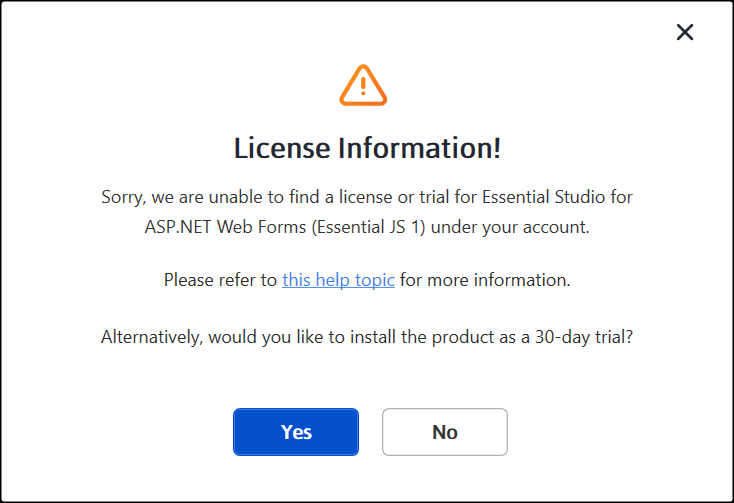 License Information!
Sorry, we are unable to find a license or trial for Essential Studio for
ASP.NET Web Forms (Essential JS 1) under your account.
Please refer to this help topic for more information.
Alternatively, would you like to install the product as a 30-day trial?
Yes
No